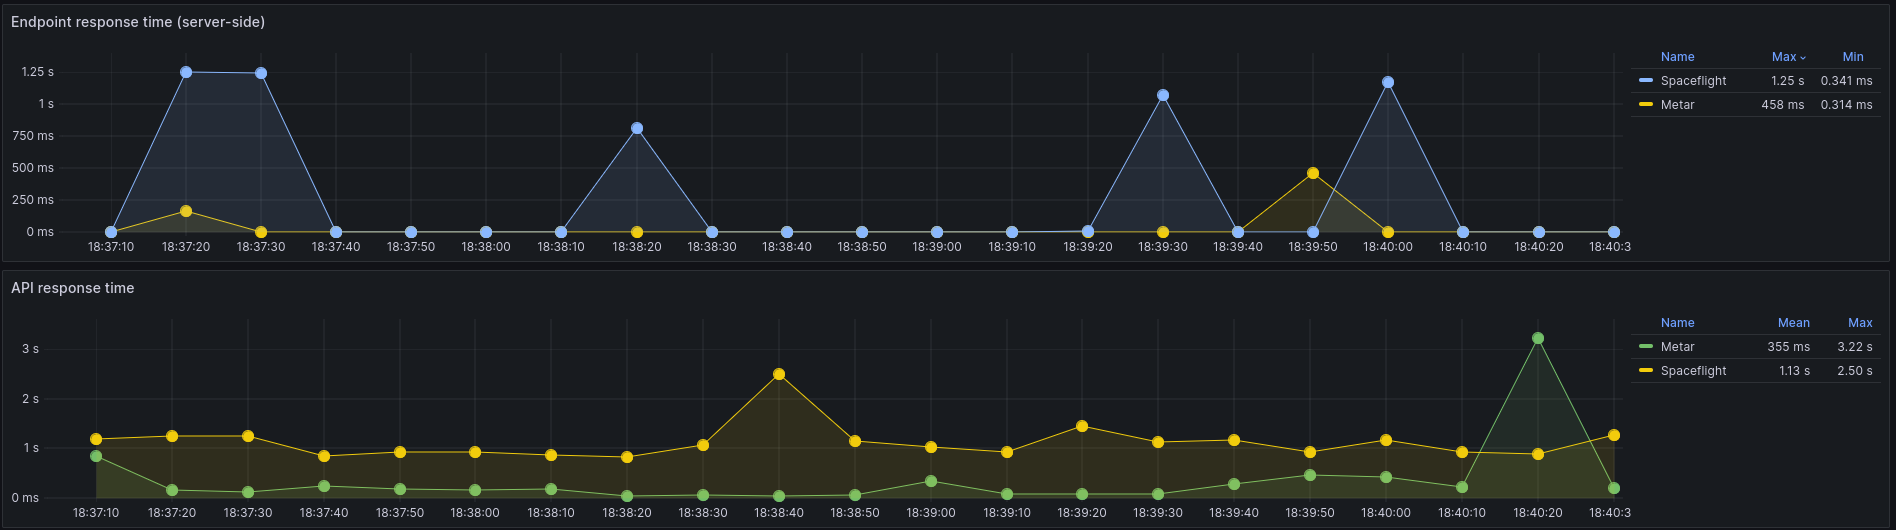 Endpoint response time (server-side)
1.25 s
1 s
750 ms
500 ms
250 ms
0 ms
18:37:10 18:37:20 18:37:30 18:37:40 18:37:50 18:38:00 18:38:10 18:38:20 18:38:30 18:38:40 18:38:50 18:39:00 18:39:10 18:39:20 18:39:30 18:39:40 18:39:50 18:40:00 18:40:10 18:40:20 18:40:3
Name Max Min
Spaceflight 1.25 s 0.341 ms
Metar 458 ms 0.314 ms
API response time
3 s
2 s
1 s
0 ms
18:37:10 18:37:20 18:37:30 18:37:40 18:37:50 18:38:00 18:38:10 18:38:20 18:38:30 18:38:40 18:38:50 18:39:00 18:39:10 18:39:20 18:39:30 18:39:40 18:39:50 18:40:00 18:40:10 18:40:20 18:40:3
Name Mean Max
Metar 355 ms 3.22 s
Spaceflight 1.13 s 2.50 s